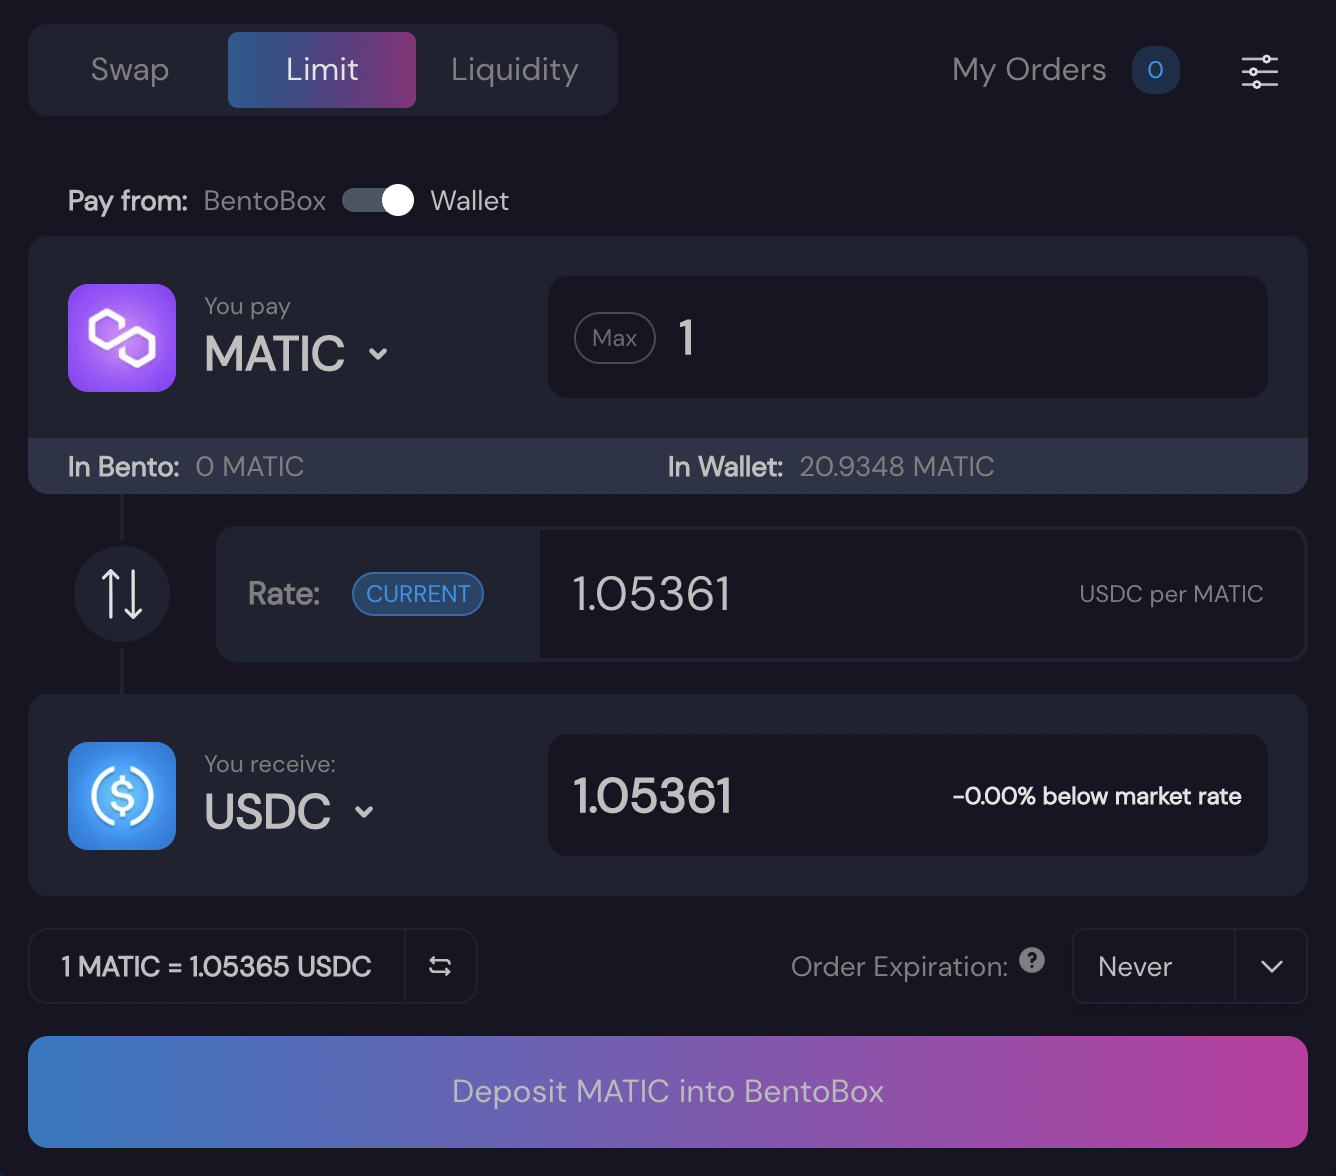 Swap Limit Liquidity My Orders 0
Pay from: BentoBox Wallet
You pay
MATIC
Max 1
In Bento: 0 MATIC In Wallet: 20.9348 MATIC
Rate: CURRENT 1.05361 USDC per MATIC
You receive:
USDC
1.05361 -0.00% below market rate
1 MATIC = 1.05365 USDC Order Expiration: ? Never
Deposit MATIC into BentoBox